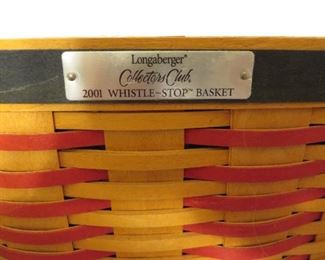 Longaberger®
Collectors Club®
2001 WHISTLE-STOP™ BASKET